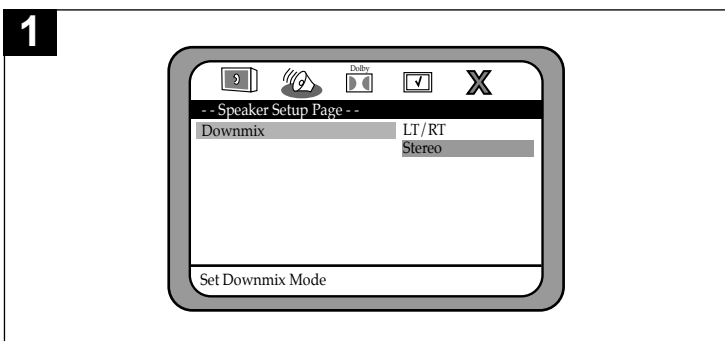 1
Dolby
- - Speaker Setup Page - -
Downmix LT/RT
Stereo
Set Downmix Mode